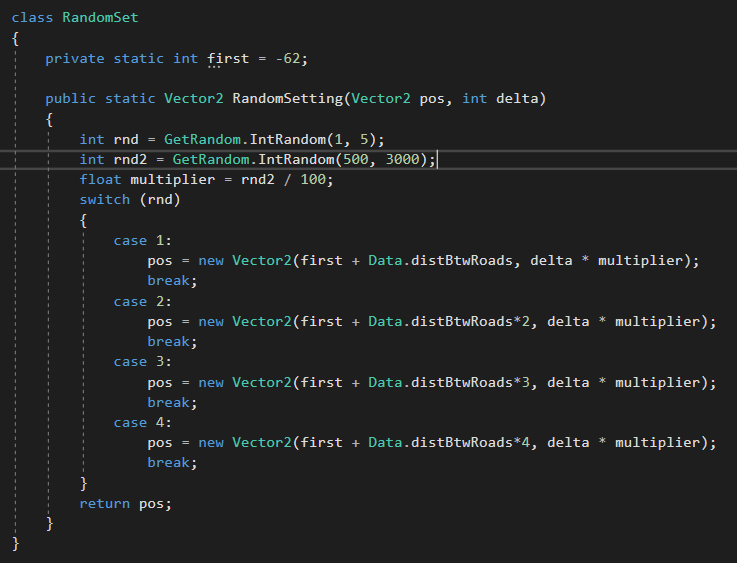 class RandomSet
{
    private static int first = -62;

    public static Vector2 RandomSetting(Vector2 pos, int delta)
    {
        int rnd = GetRandom.IntRandom(1, 5);
        int rnd2 = GetRandom.IntRandom(500, 3000);
        float multiplier = rnd2 / 100;
        switch (rnd)
        {
            case 1:
                pos = new Vector2(first + Data.distBtwRoads, delta * multiplier);
                break;
            case 2:
                pos = new Vector2(first + Data.distBtwRoads*2, delta * multiplier);
                break;
            case 3:
                pos = new Vector2(first + Data.distBtwRoads*3, delta * multiplier);
                break;
            case 4:
                pos = new Vector2(first + Data.distBtwRoads*4, delta * multiplier);
                break;
        }
        return pos;
    }
}